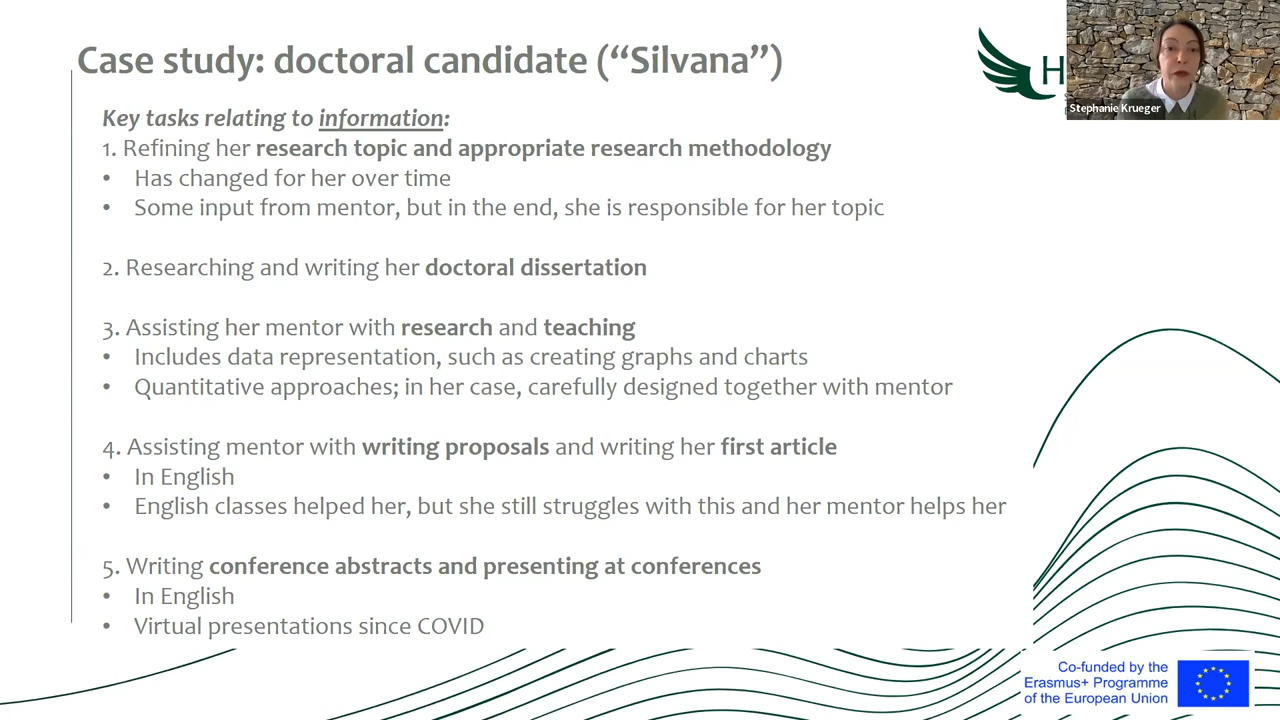 Case study: doctoral candidate (“Silvana”)
H
Stephanie Krueger
Key tasks relating to information:
1. Refining her research topic and appropriate research methodology
• Has changed for her over time
• Some input from mentor, but in the end, she is responsible for her topic
2. Researching and writing her doctoral dissertation
3. Assisting her mentor with research and teaching
• Includes data representation, such as creating graphs and charts
• Quantitative approaches; in her case, carefully designed together with mentor
4. Assisting mentor with writing proposals and writing her first article
• In English
• English classes helped her, but she still struggles with this and her mentor helps her
5. Writing conference abstracts and presenting at conferences
• In English
• Virtual presentations since COVID
Co-funded by the
Erasmus+ Programme
of the European Union